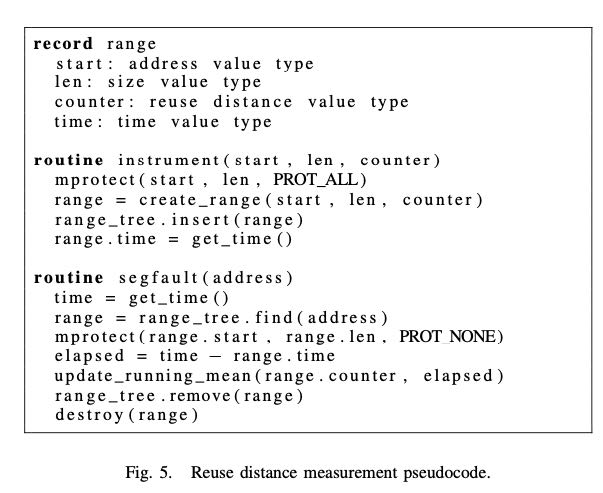 record range
start: address value type
len: size value type
counter: reuse distance value type
time: time value type
routine instrument(start, len, counter)
mprotect(start, len, PROT_ALL)
range = create_range(start, len, counter)
range_tree.insert(range)
range.time = get_time()
routine segfault(address)
time = get_time()
range = range_tree.find(address)
mprotect(range.start, range.len, PROT_NONE)
elapsed = time − range.time
update_running_mean(range.counter, elapsed)
range_tree.remove(range)
destroy(range)
Fig. 5. Reuse distance measurement pseudocode.